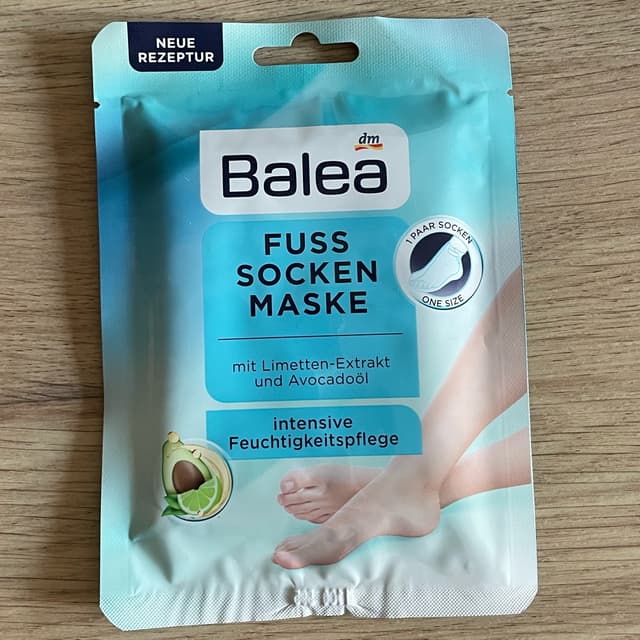 NEUE
REZEPTUR
dm
Balea
FUSS
SOCKEN
MASKE
1 PAAR SOCKEN
ONE SIZE
mit Limetten-Extrakt
und Avocadoöl
intensive
Feuchtigkeitspflege